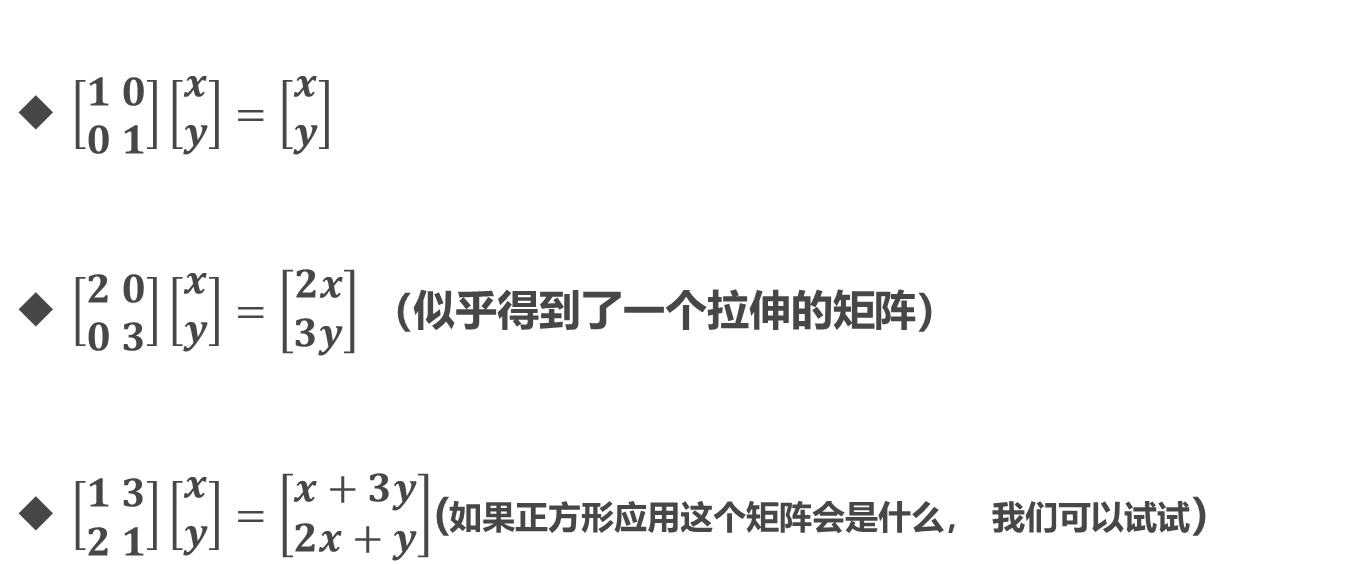 ◆ [1 0; 0 1] [x; y] = [x; y]
◆ [2 0; 0 3] [x; y] = [2x; 3y] （似乎得到了一个拉伸的矩阵）
◆ [1 3; 2 1] [x; y] = [x + 3y; 2x + y](如果正方形应用这个矩阵会是什么， 我们可以试试)